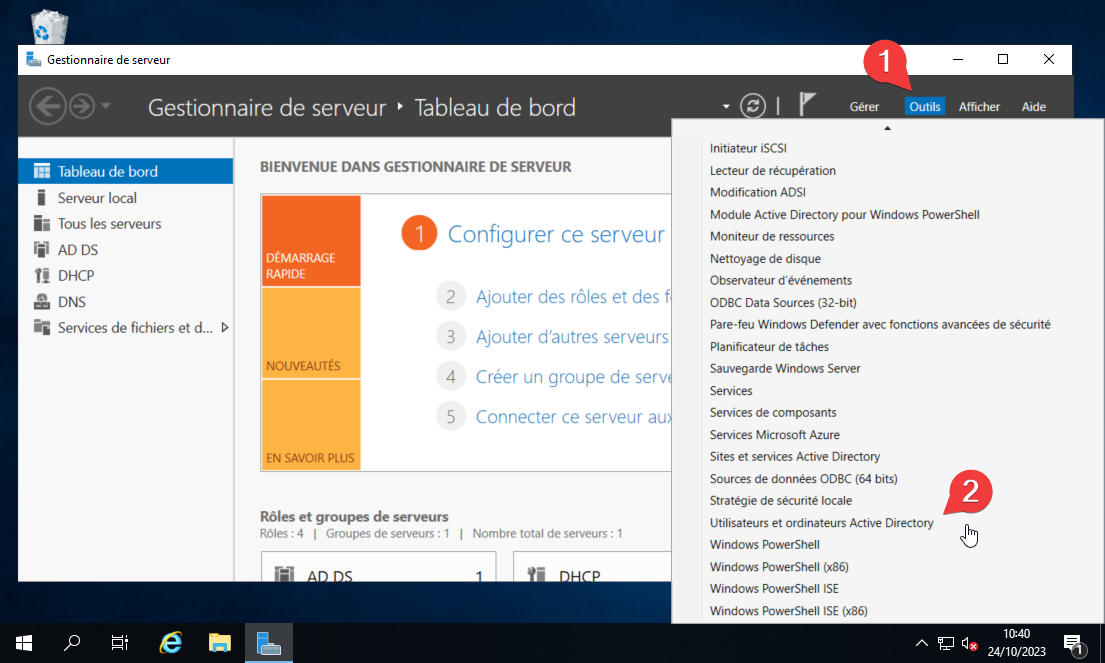 Gestionnaire de serveur
1
Gestionnaire de serveur ‣ Tableau de bord
Gérer Outils Afficher Aide
Tableau de bord
Serveur local
Tous les serveurs
AD DS
DHCP
DNS
Services de fichiers et d...
BIENVENUE DANS GESTIONNAIRE DE SERVEUR
DÉMARRAGE
RAPIDE
NOUVEAUTÉS
EN SAVOIR PLUS
1 Configurer ce serveur
2 Ajouter des rôles et des f
3 Ajouter d'autres serveurs
4 Créer un groupe de serve
5 Connecter ce serveur aux
Rôles et groupes de serveurs
Rôles : 4 | Groupes de serveurs : 1 | Nombre total de serveurs : 1
AD DS 1
DHCP
Initiateur iSCSI
Lecteur de récupération
Modification ADSI
Module Active Directory pour Windows PowerShell
Moniteur de ressources
Nettoyage de disque
Observateur d'événements
ODBC Data Sources (32-bit)
Pare-feu Windows Defender avec fonctions avancées de sécurité
Planificateur de tâches
Sauvegarde Windows Server
Services
Services de composants
Services Microsoft Azure
Sites et services Active Directory
Sources de données ODBC (64 bits)
Stratégie de sécurité locale
2
Utilisateurs et ordinateurs Active Directory
Windows PowerShell
Windows PowerShell (x86)
Windows PowerShell ISE
Windows PowerShell ISE (x86)
10:40
24/10/2023
1